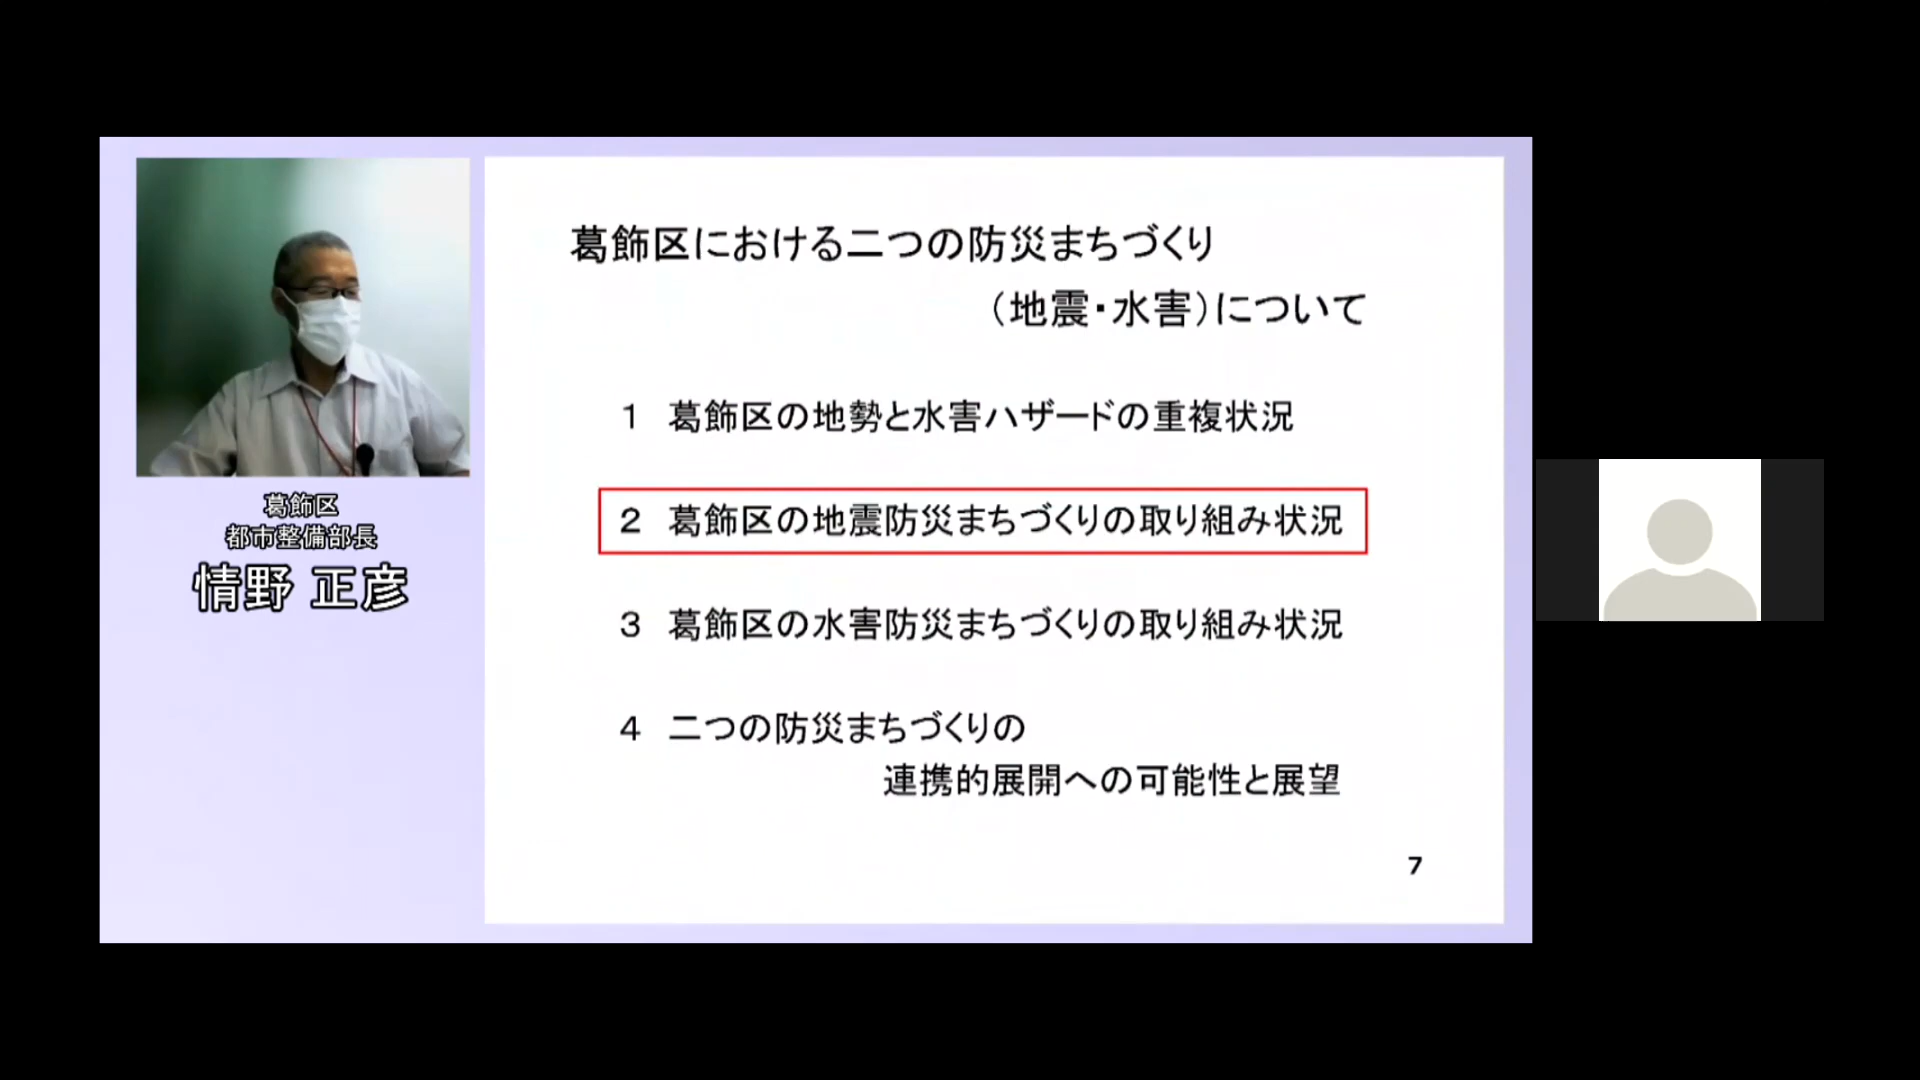 葛飾区
都市整備部長
情野 正彦
葛飾区における二つの防災まちづくり
（地震・水害）について
1 葛飾区の地勢と水害ハザードの重複状況
2 葛飾区の地震防災まちづくりの取り組み状況
3 葛飾区の水害防災まちづくりの取り組み状況
4 二つの防災まちづくりの
連携的展開への可能性と展望
7